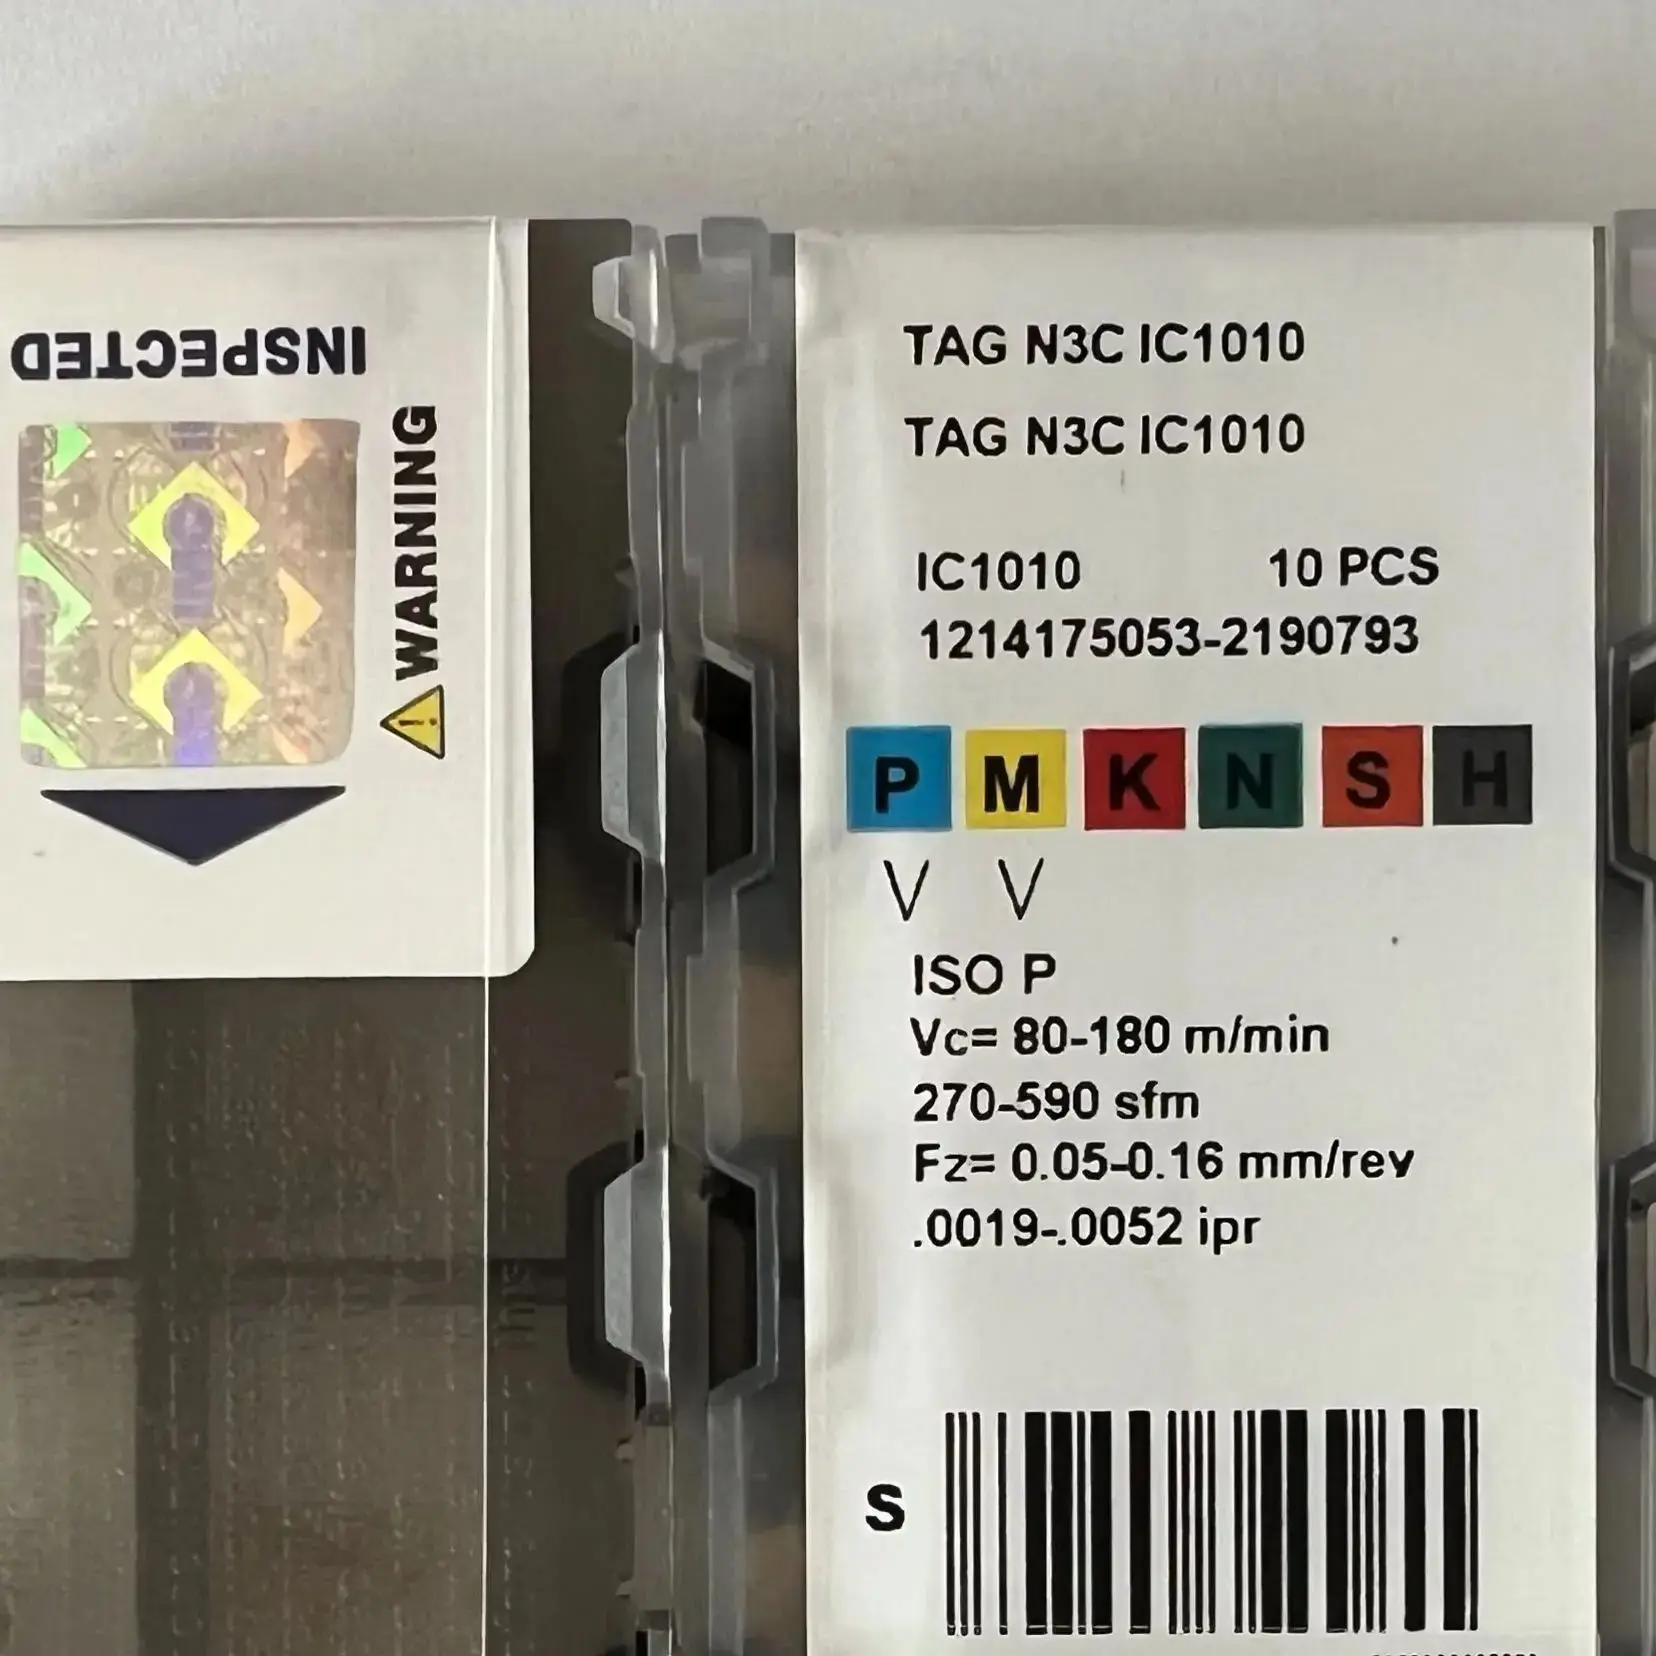 INSPECTED
WARNING
TAG N3C IC1010
TAG N3C IC1010
IC1010 10 PCS
1214175053-2190793
P M K N S H
V V
ISO P
Vc= 80-180 m/min
270-590 sfm
Fz= 0.05-0.16 mm/rev
.0019-.0052 ipr
S